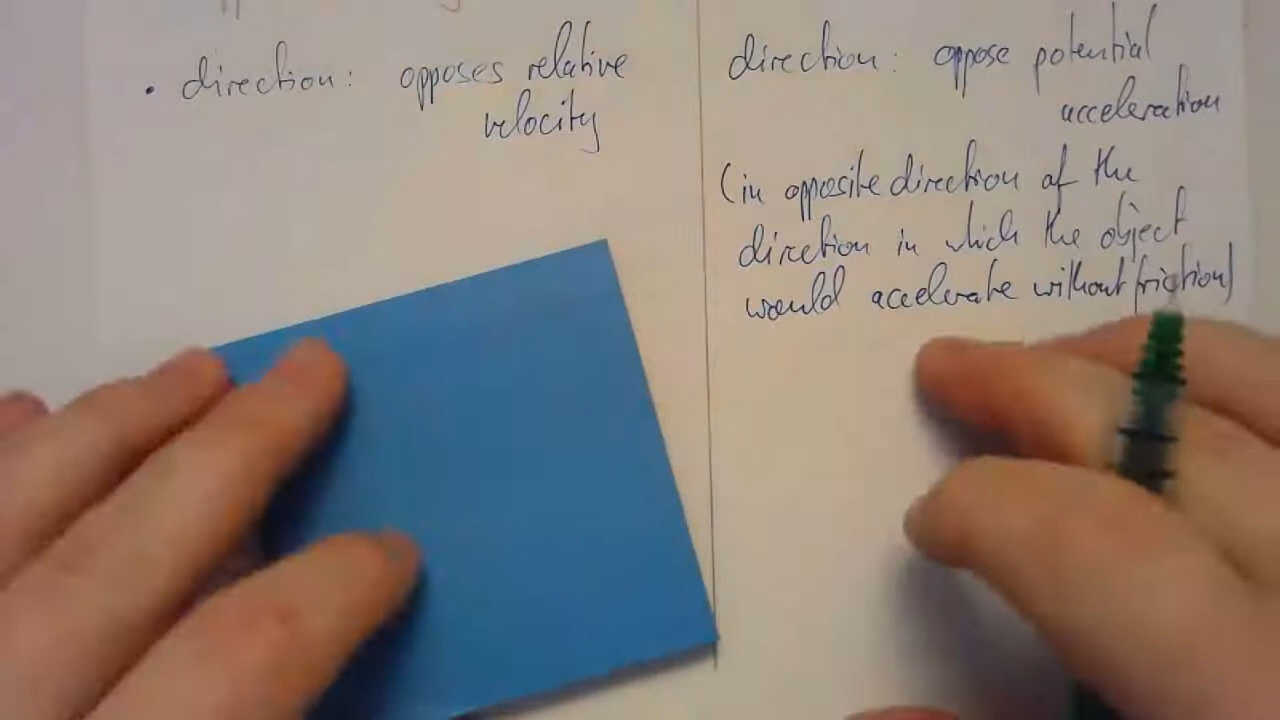 • direction: opposes relative
velocity
direction: oppose potential
acceleration
(in opposite direction of the
direction in which the object
would accelerate without friction)